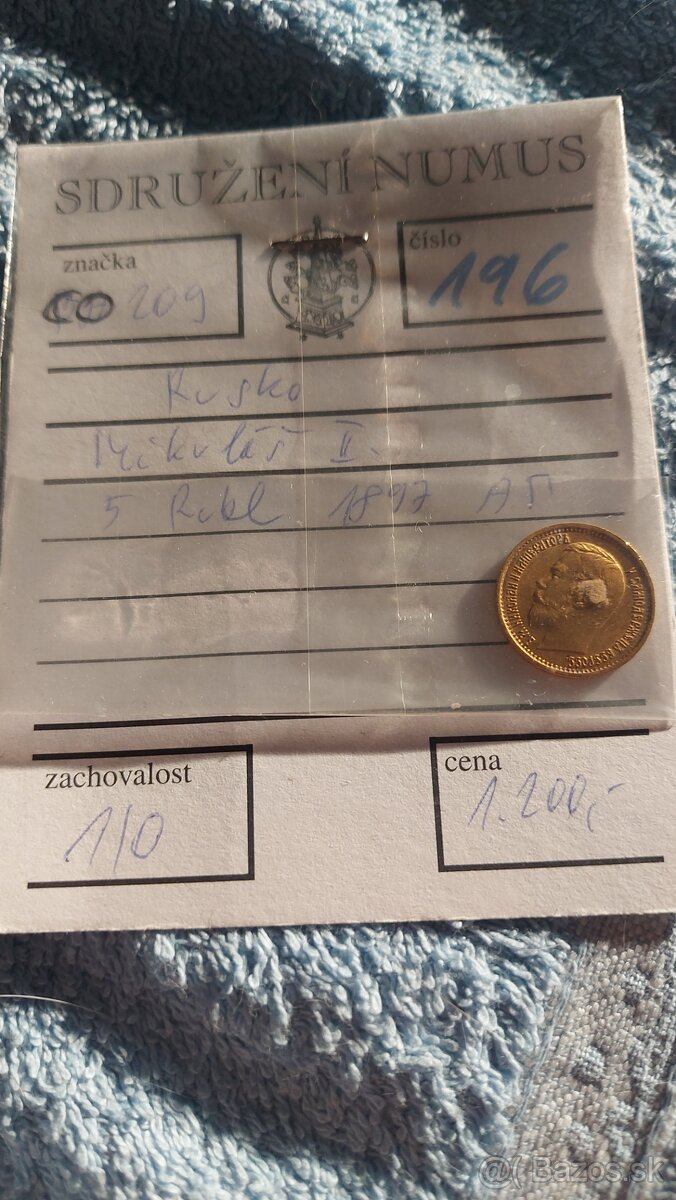 SDRUŽENÍ NUMUS
značka
CO 209
číslo
196
Rusko
Mikuláš II.
5 Rubl 1897 АГ
zachovalost
1/0
cena
1.200,-
@( Bazos.sk